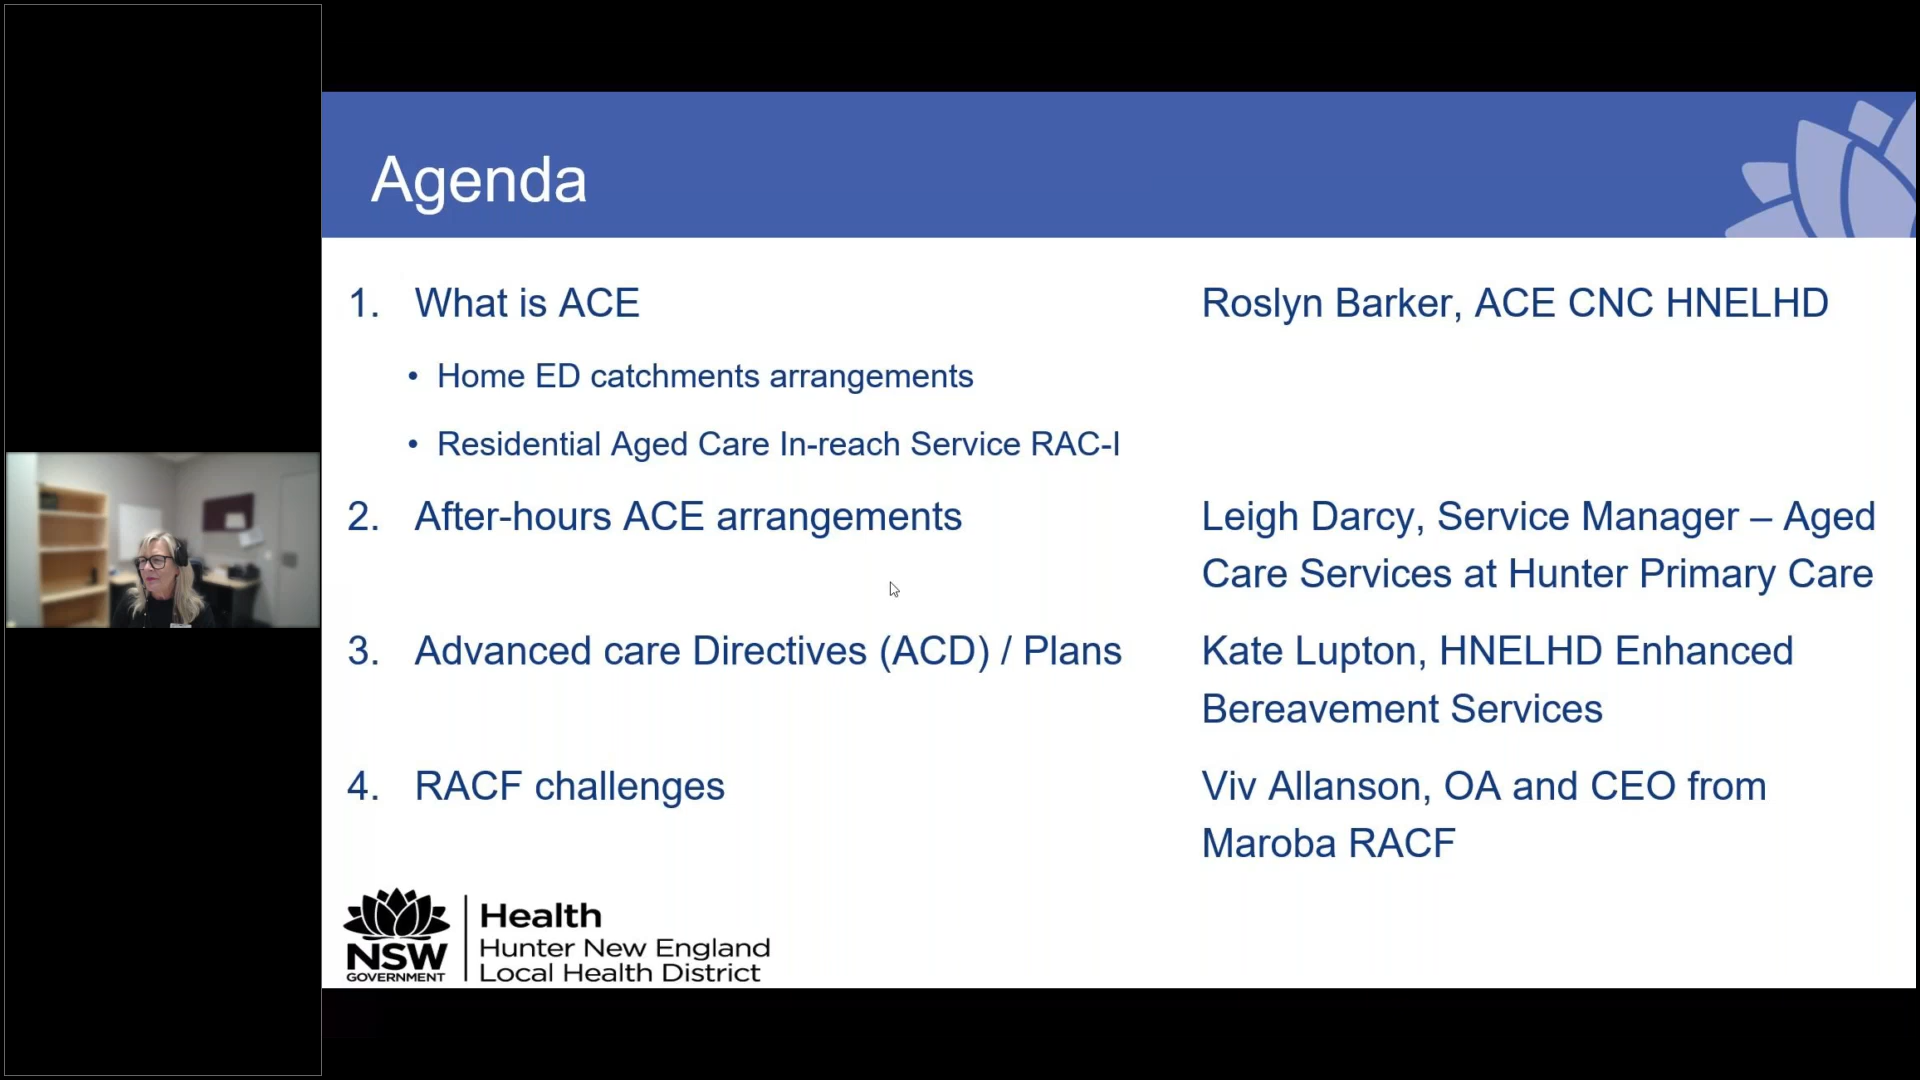 Agenda
1. What is ACE
Roslyn Barker, ACE CNC HNELHD
• Home ED catchments arrangements
• Residential Aged Care In-reach Service RAC-I
2. After-hours ACE arrangements
Leigh Darcy, Service Manager – Aged
Care Services at Hunter Primary Care
3. Advanced care Directives (ACD) / Plans
Kate Lupton, HNELHD Enhanced
Bereavement Services
4. RACF challenges
Viv Allanson, OA and CEO from
Maroba RACF
NSW
GOVERNMENT
Health
Hunter New England
Local Health District